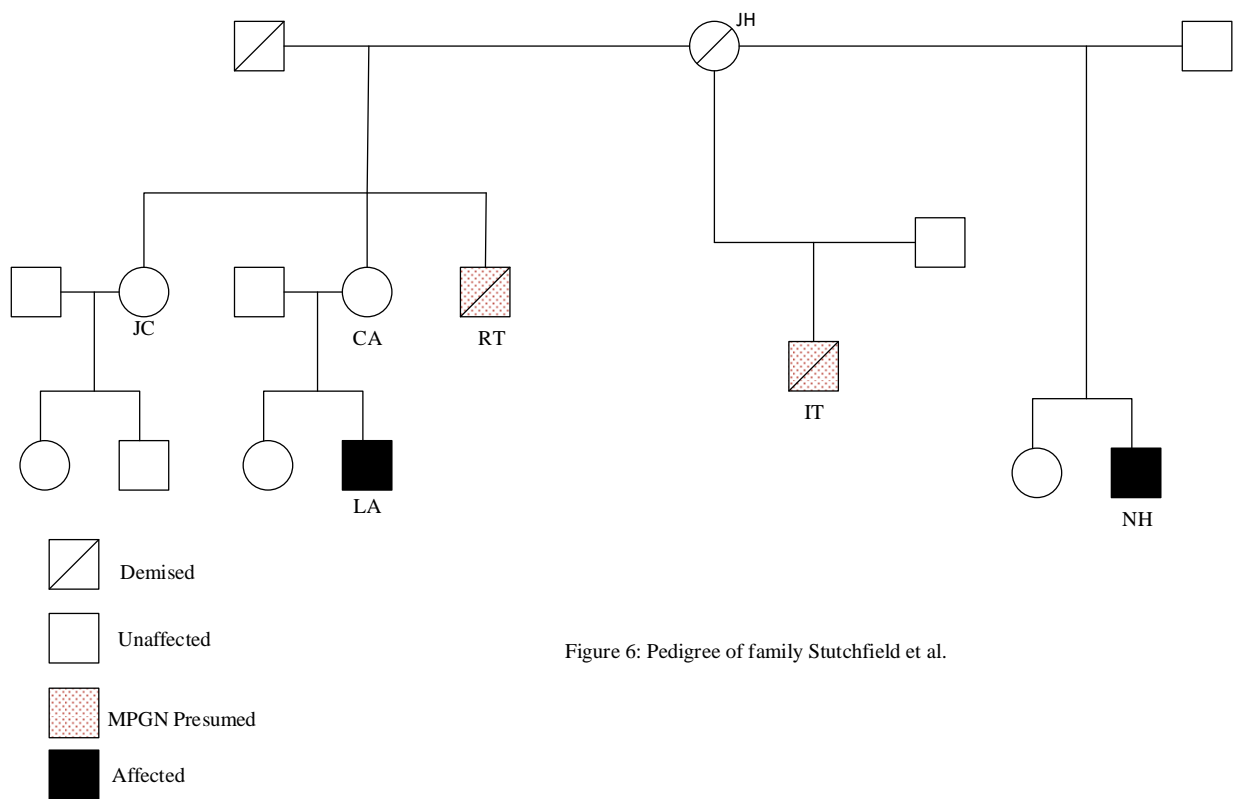 JH
JC
CA
RT
IT
LA
NH
Demised
Unaffected
Figure 6: Pedigree of family Stutchfield et al.
MPGN Presumed
Affected